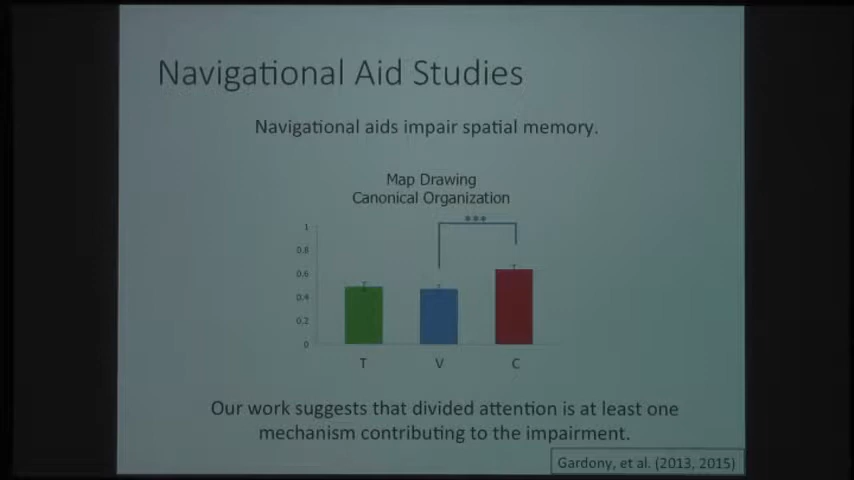 Navigational Aid Studies
Navigational aids impair spatial memory.
Map Drawing
Canonical Organization
***
1
0.8
0.6
0.4
0.2
0
T
V
C
Our work suggests that divided attention is at least one
mechanism contributing to the impairment.
Gardony, et al. (2013, 2015)